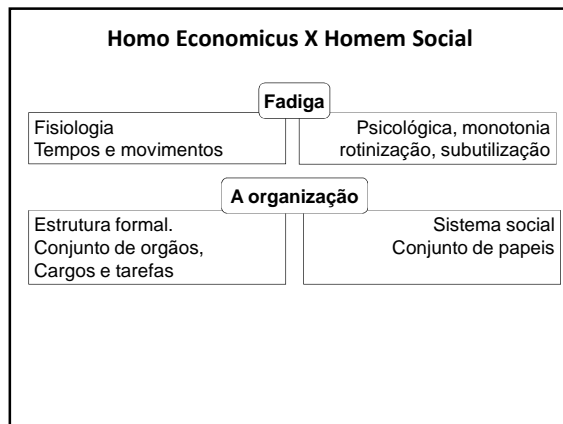 Homo Economicus X Homem Social
Fadiga
Fisiologia
Tempos e movimentos
Psicológica, monotonia
rotinização, subutilização
A organização
Estrutura formal.
Conjunto de orgãos,
Cargos e tarefas
Sistema social
Conjunto de papeis